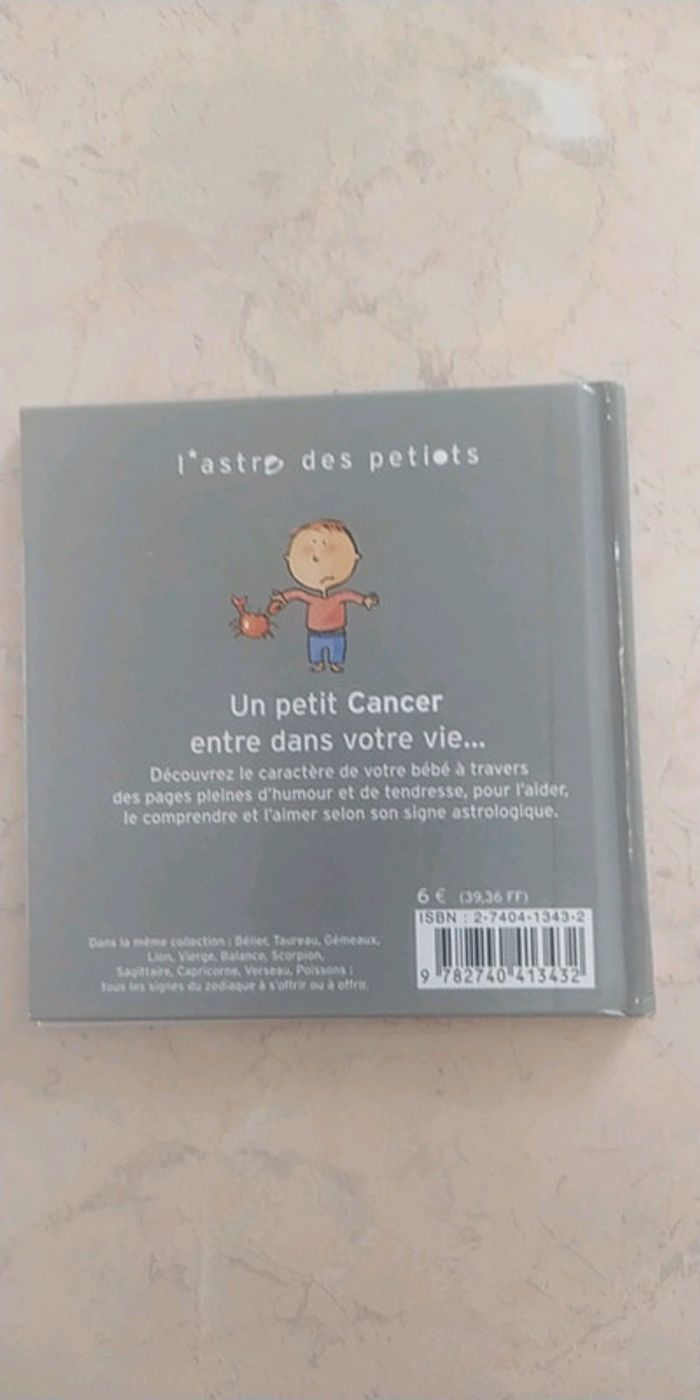 l'astro des petiots
Un petit Cancer
entre dans votre vie...
Découvrez le caractère de votre bébé à travers
des pages pleines d'humour et de tendresse, pour l'aider,
le comprendre et l'aimer selon son signe astrologique.
6 € (39,36 FF)
ISBN : 2-7404-1343-2
9 782740 413432
Dans la même collection : Bélier, Taureau, Gémeaux,
Lion, Vierge, Balance, Scorpion,
Sagittaire, Capricorne, Verseau, Poissons :
tous les signes du zodiaque à s'offrir ou à offrir.